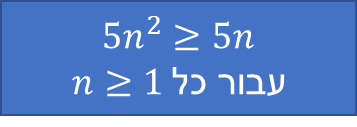 5n² ≥ 5n
עבור כל n ≥ 1